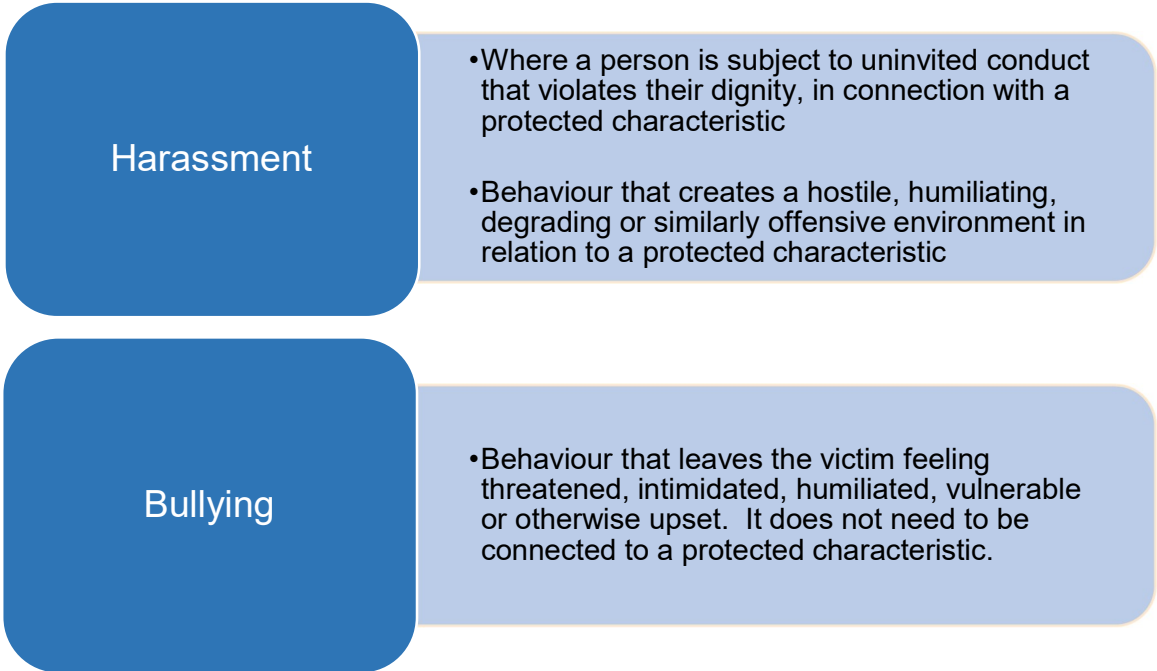 Harassment
•Where a person is subject to uninvited conduct
that violates their dignity, in connection with a
protected characteristic
•Behaviour that creates a hostile, humiliating,
degrading or similarly offensive environment in
relation to a protected characteristic
Bullying
•Behaviour that leaves the victim feeling
threatened, intimidated, humiliated, vulnerable
or otherwise upset.  It does not need to be
connected to a protected characteristic.